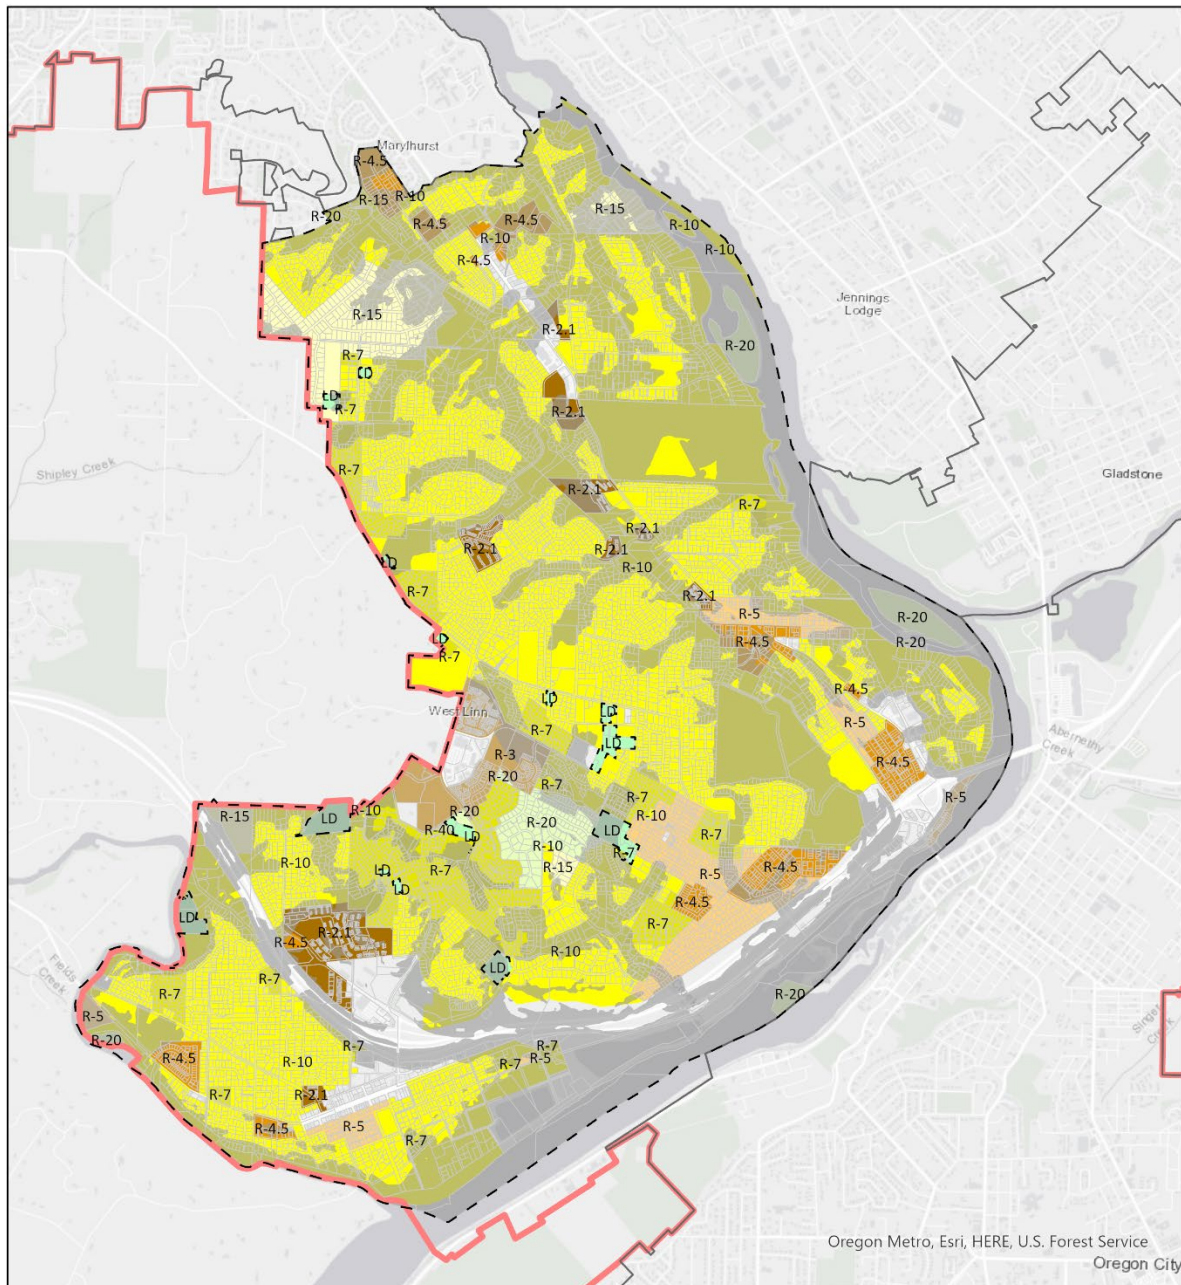 Marylhurst
R-4.5
R-15
R-10
R-20
R-4.5
R-4.5
R-15
R-10
R-10
R-10
R-4.5
Jennings
Lodge
R-15
R-2.1
R-20
R-7
LD
LD
R-7
R-2.1
Shipley Creek
R-7
Gladstone
R-2.1
R-7
R-2.1
R-2.1
R-2.1
R-10
LD
R-7
R-2.1
R-5
R-20
R-20
LD
R-4.5
R-7
R-4.5
LD
West Linn
LD
R-5
R-7
LD
Abernethy
Creek
R-3
R-4.5
R-20
R-7
R-7
R-5
R-10
R-15
LD
R-20
R-20
R-10
R-40
LD
LD
R-7
R-10
R-7
R-10
R-15
LD
R-7
R-5
R-4.5
LD
R-4.5
LD
R-7
R-2.1
R-4.5
R-10
LD
Fields
Creek
R-7
R-7
R-20
R-5
R-20
R-4.5
R-10
R-7
R-7
R-5
R-7
R-7
R-2.1
R-4.5
R-5
R-7
Oregon Metro, Esri, HERE, U.S. Forest Service
Oregon City